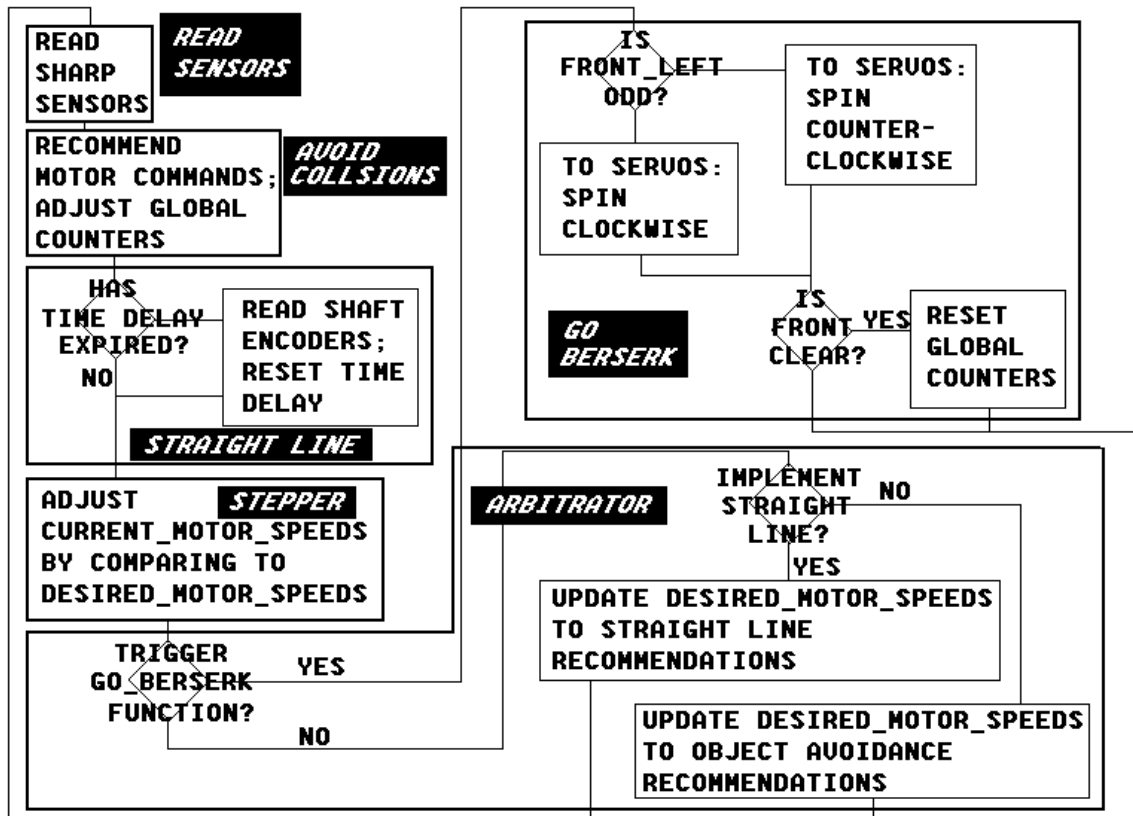 READ
SHARP
SENSORS
READ
SENSORS
RECOMMEND
MOTOR COMMANDS;
ADJUST GLOBAL
COUNTERS
AVOID
COLLSIONS
HAS
TIME DELAY
EXPIRED?
NO
READ SHAFT
ENCODERS;
RESET TIME
DELAY
STRAIGHT LINE
ADJUST
CURRENT_MOTOR_SPEEDS
BY COMPARING TO
DESIRED_MOTOR_SPEEDS
STEPPER
TRIGGER
GO_BERSERK
FUNCTION?
YES
NO
IS
FRONT_LEFT
ODD?
TO SERVOS:
SPIN
COUNTER-
CLOCKWISE
TO SERVOS:
SPIN
CLOCKWISE
IS
FRONT
CLEAR?
YES
RESET
GLOBAL
COUNTERS
GO
BERSERK
ARBITRATOR
IMPLEMENT
STRAIGHT
LINE?
NO
YES
UPDATE DESIRED_MOTOR_SPEEDS
TO STRAIGHT LINE
RECOMMENDATIONS
UPDATE DESIRED_MOTOR_SPEEDS
TO OBJECT AVOIDANCE
RECOMMENDATIONS